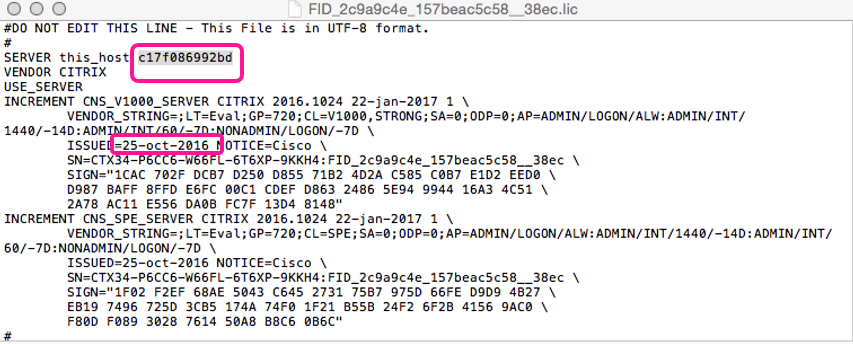 FID_2c9a9c4e_157beac5c58__38ec.lic
#DO NOT EDIT THIS LINE - This File is in UTF-8 format.
#
SERVER this_host c17f086992bd
VENDOR CITRIX
USE_SERVER
INCREMENT CNS_V1000_SERVER CITRIX 2016.1024 22-jan-2017 1 \
VENDOR_STRING=;LT=Eval;GP=720;CL=V1000,STRONG;SA=0;ODP=0;AP=ADMIN/LOGON/ALW:ADMIN/INT/
1440/-14D:ADMIN/INT/60/-7D:NONADMIN/LOGON/-7D \
ISSUED=25-oct-2016 NOTICE=Cisco \
SN=CTX34-P6CC6-W66FL-6T6XP-9KKH4:FID_2c9a9c4e_157beac5c58__38ec \
SIGN="1CAC 702F DCB7 D250 D855 71B2 4D2A C585 C0B7 E1D2 EED0 \
D987 BAFF 8FFD E6FC 00C1 CDEF D863 2486 5E94 9944 16A3 4C51 \
2A78 AC11 E556 DA0B FC7F 13D4 8148"
INCREMENT CNS_SPE_SERVER CITRIX 2016.1024 22-jan-2017 1 \
VENDOR_STRING=;LT=Eval;GP=720;CL=SPE;SA=0;ODP=0;AP=ADMIN/LOGON/ALW:ADMIN/INT/1440/-14D:ADMIN/INT/
60/-7D:NONADMIN/LOGON/-7D \
ISSUED=25-oct-2016 NOTICE=Cisco \
SN=CTX34-P6CC6-W66FL-6T6XP-9KKH4:FID_2c9a9c4e_157beac5c58__38ec \
SIGN="1F02 F2EF 68AE 5043 C645 2731 75B7 975D 66FE D9D9 4B27 \
EB19 7496 725D 3CB5 174A 74F0 1F21 B55B 24F2 6F2B 4156 9AC0 \
F80D F089 3028 7614 50A8 B8C6 0B6C"
#